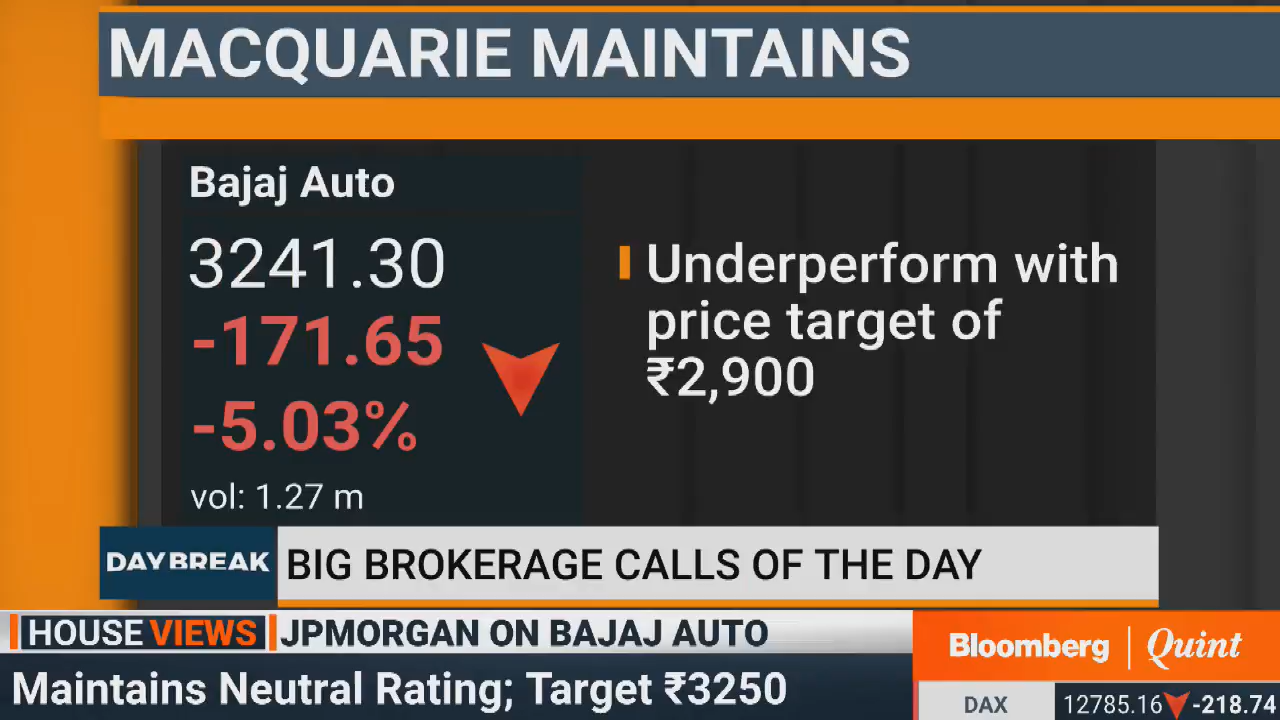 MACQUARIE MAINTAINS
Bajaj Auto
3241.30
-171.65
-5.03%
vol: 1.27 m
Underperform with
price target of
₹2,900
DAYBREAK
BIG BROKERAGE CALLS OF THE DAY
HOUSE VIEWS JPMORGAN ON BAJAJ AUTO
Maintains Neutral Rating; Target ₹3250
Bloomberg | Quint
DAX 12785.16 -218.74